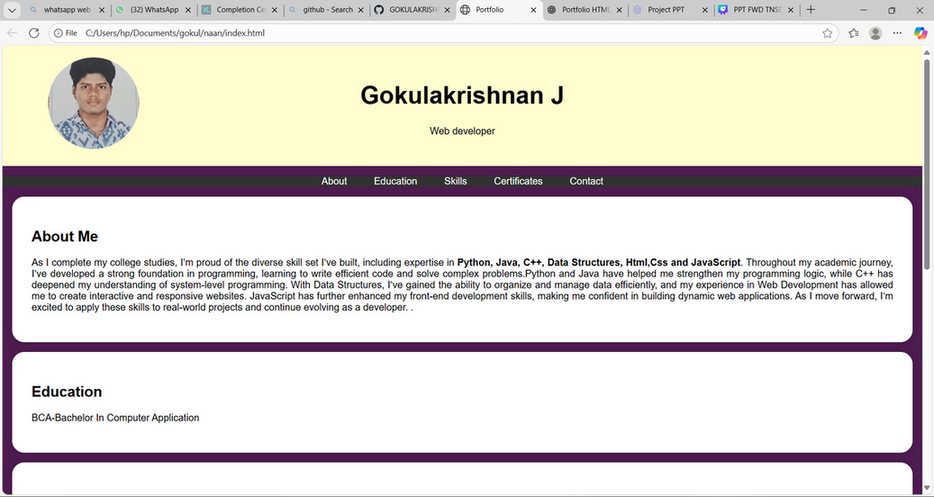 whatsapp web
(32) WhatsApp
Completion Ce
github - Search
GOKULAKRISH
Portfolio
Portfolio HTML
Project PPT
PPT FWD TNSD
File C:/Users/hp/Documents/gokul/naan/index.html
Gokulakrishnan J
Web developer
About Education Skills Certificates Contact
About Me
As I complete my college studies, I'm proud of the diverse skill set I've built, including expertise in Python, Java, C++, Data Structures, Html,Css and JavaScript. Throughout my academic journey,
I've developed a strong foundation in programming, learning to write efficient code and solve complex problems.Python and Java have helped me strengthen my programming logic, while C++ has
deepened my understanding of system-level programming. With Data Structures, I've gained the ability to organize and manage data efficiently, and my experience in Web Development has allowed
me to create interactive and responsive websites. JavaScript has further enhanced my front-end development skills, making me confident in building dynamic web applications. As I move forward, I'm
excited to apply these skills to real-world projects and continue evolving as a developer. .
Education
BCA-Bachelor In Computer Application